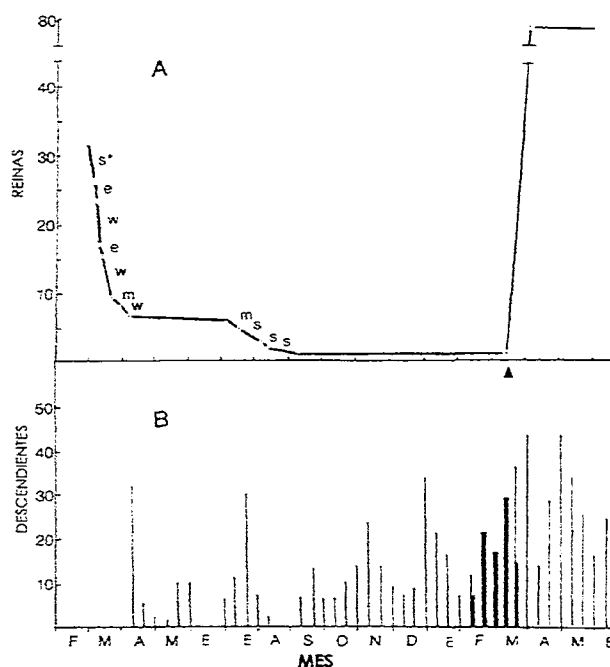 80
40
30
20
10
REINAS
A
s*
e
w
e
w
m
w
m
s
s s
50
40
30
20
10
DESCENDIENTES
B
F M A M E E A S O N D E F M A M E
MES